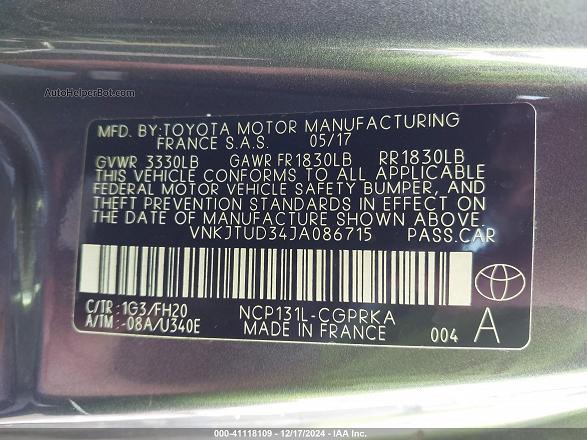 AutoHelperBot.com
MFD. BY:TOYOTA MOTOR MANUFACTURING
FRANCE S.A.S. 05/17
GVWR 3330LB GAWR FR1830LB RR1830LB
THIS VEHICLE CONFORMS TO ALL APPLICABLE
FEDERAL MOTOR VEHICLE SAFETY BUMPER, AND
THEFT PREVENTION STANDARDS IN EFFECT ON
THE DATE OF MANUFACTURE SHOWN ABOVE.
VNKJTUD34JA086715 PASS.CAR
C/TR: 1G3/FH20 NCP131L-CGPRKA
A/TM: -08A/U340E MADE IN FRANCE 004 A
000-41118109 - 12/17/2024 - IAA Inc.